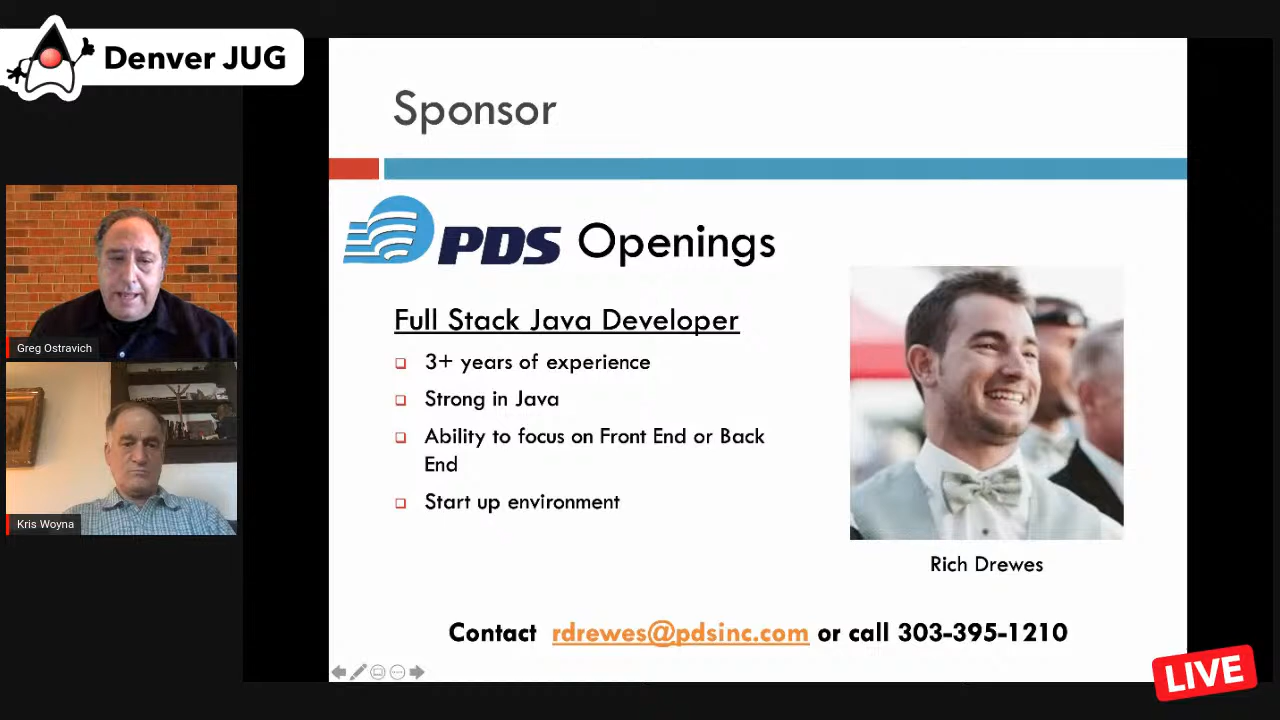 Denver JUG
Sponsor
PDS Openings
Full Stack Java Developer
3+ years of experience
Strong in Java
Ability to focus on Front End or Back
End
Start up environment
Rich Drewes
Contact rdrewes@pdsinc.com or call 303-395-1210
Greg Ostravich
Kris Woyna
LIVE